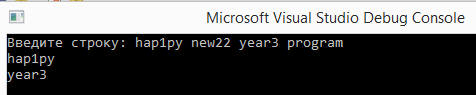 Microsoft Visual Studio Debug Console
Введите строку: hap1py new22 year3 program
hap1py
year3